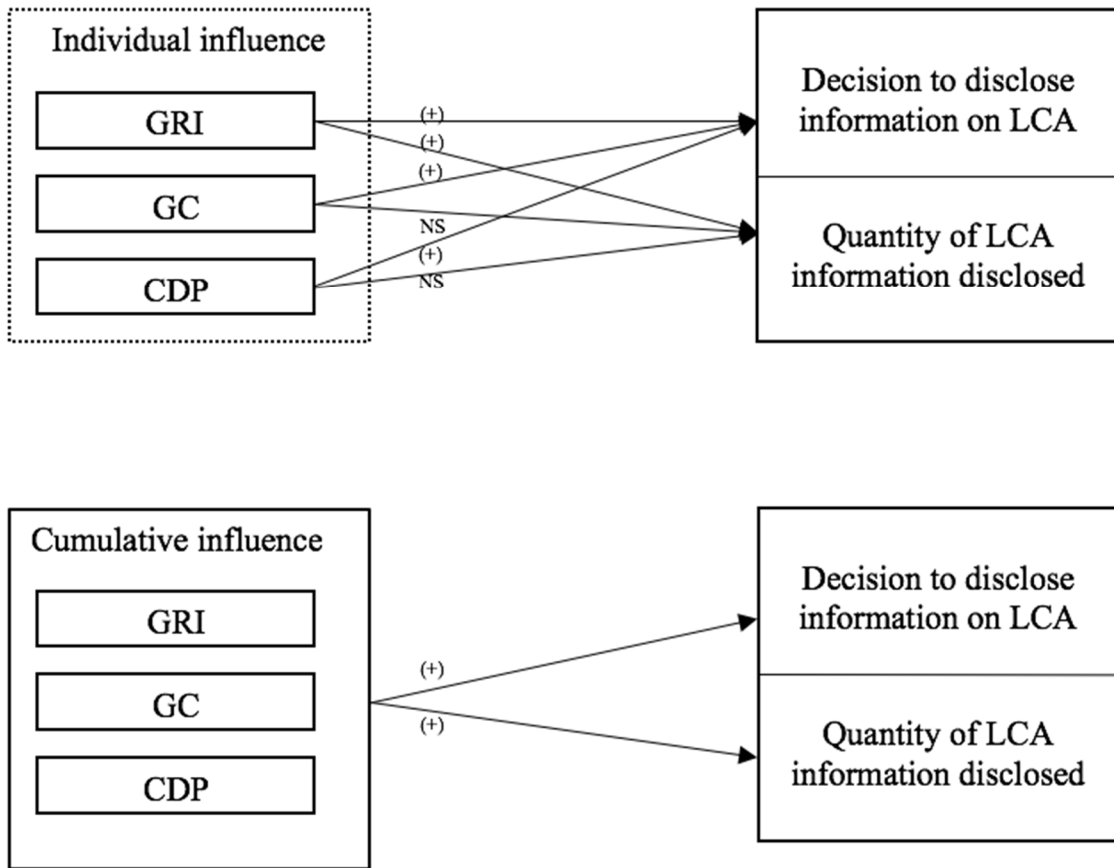 Individual influence
GRI
GC
CDP
(+)
(+)
(+)
NS
(+)
NS
Decision to disclose
information on LCA
Quantity of LCA
information disclosed
Cumulative influence
GRI
GC
CDP
(+)
(+)
Decision to disclose
information on LCA
Quantity of LCA
information disclosed